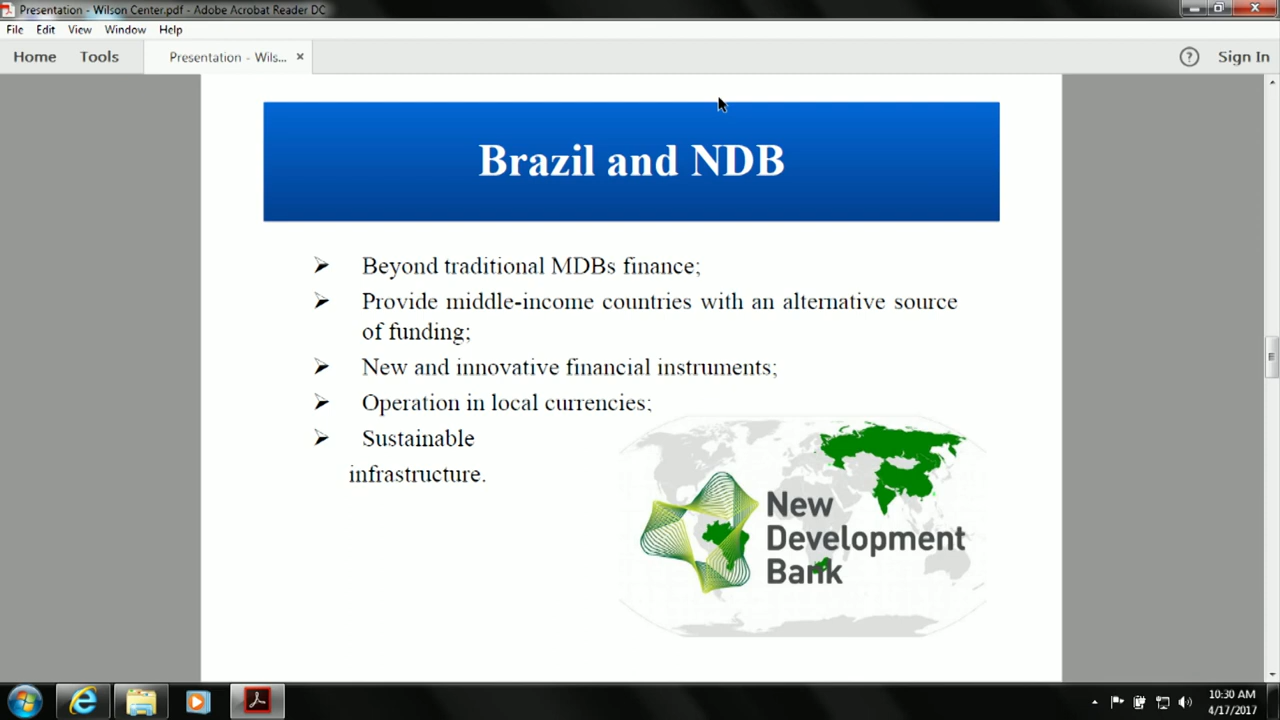 Presentation - Wilson Center.pdf - Adobe Acrobat Reader DC
File Edit View Window Help
Home Tools Presentation - Wils... × ? Sign In
Brazil and NDB
Beyond traditional MDBs finance;
Provide middle-income countries with an alternative source
of funding;
New and innovative financial instruments;
Operation in local currencies;
Sustainable
infrastructure.
New
Development
Bank
10:30 AM
4/17/2017